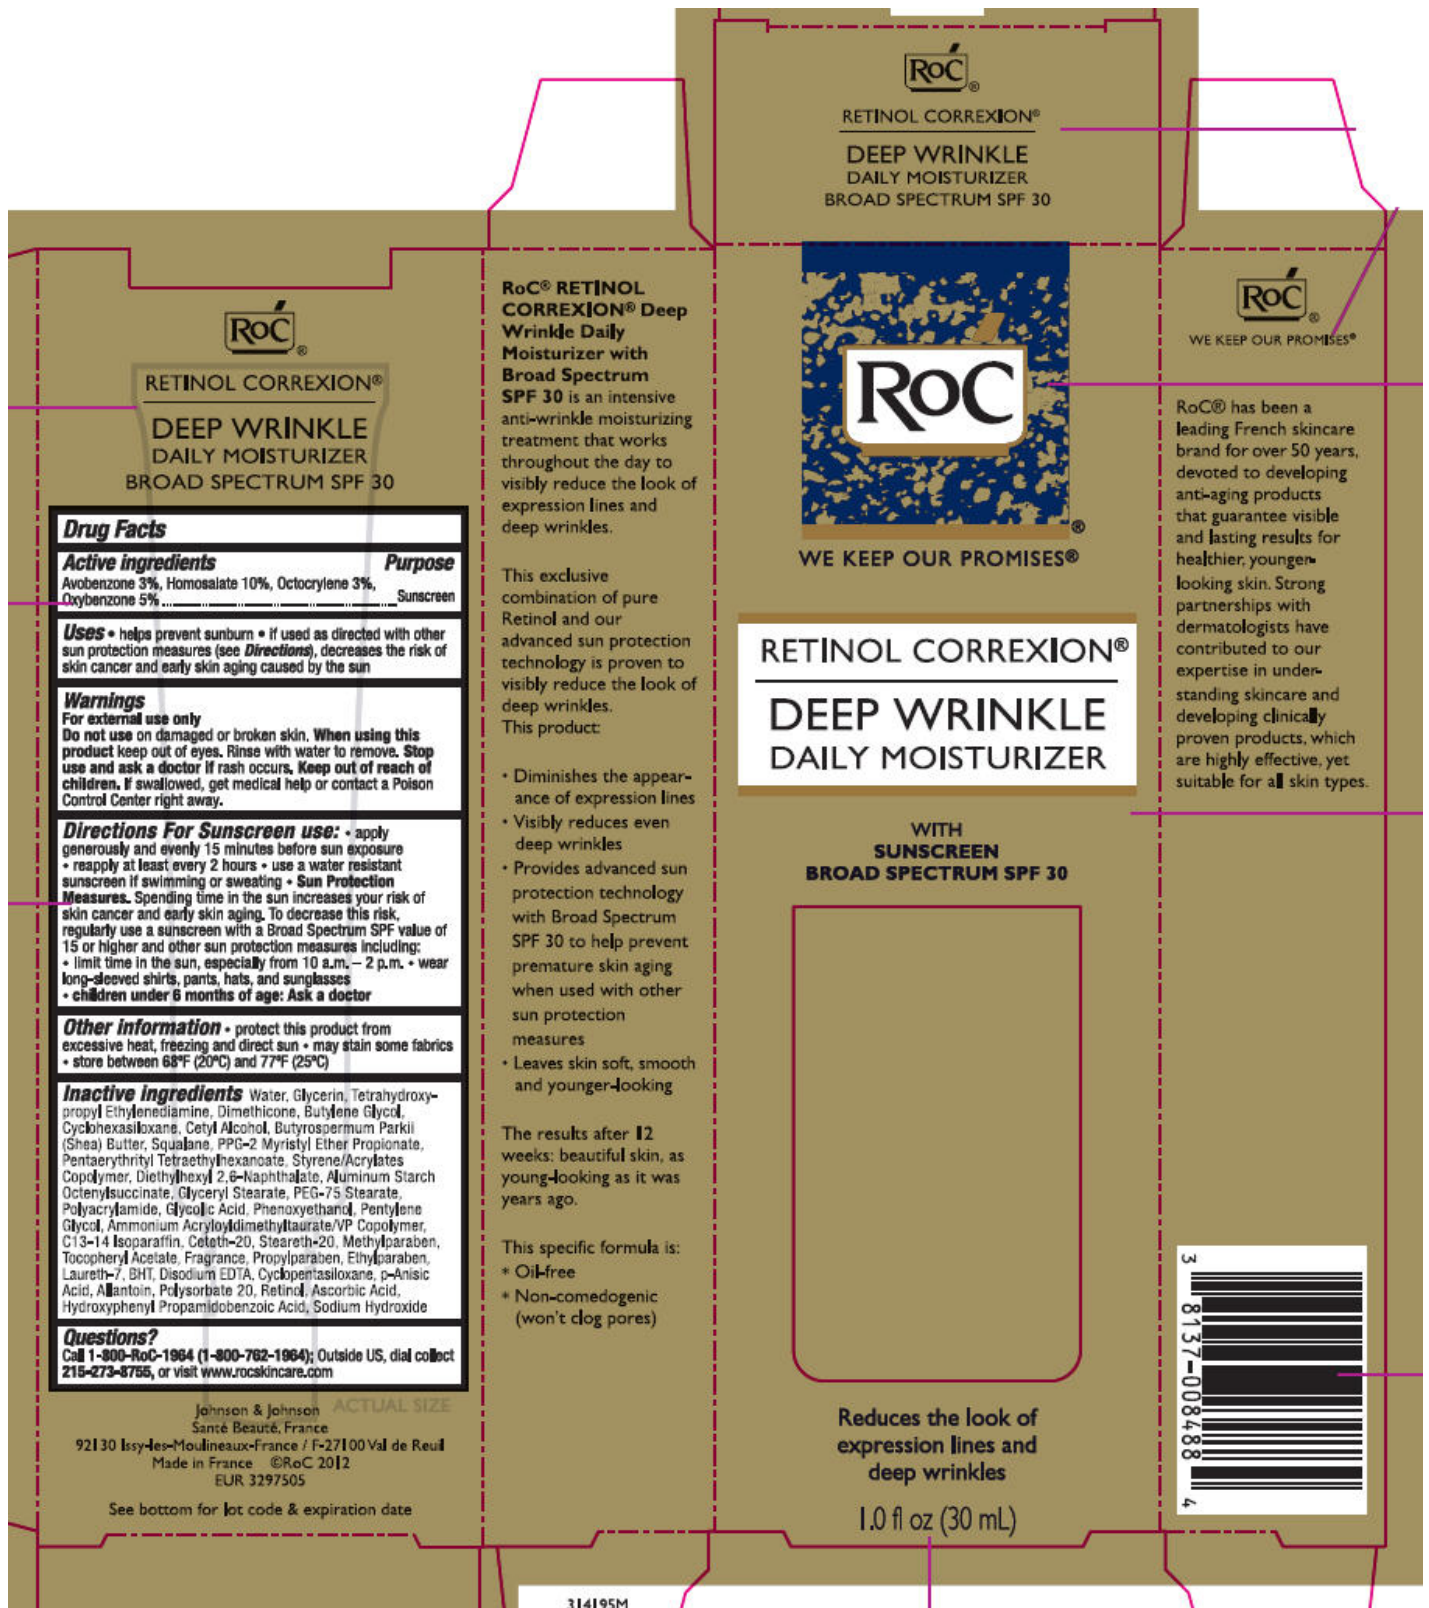 RoC®
RETINOL CORREXION®
DEEP WRINKLE
DAILY MOISTURIZER
BROAD SPECTRUM SPF 30
RoC®
RETINOL CORREXION®
DEEP WRINKLE
DAILY MOISTURIZER
BROAD SPECTRUM SPF 30
Drug Facts
Active ingredients Purpose
Avobenzone 3%, Homosalate 10%, Octocrylene 3%,
Oxybenzone 5% Sunscreen
Uses • helps prevent sunburn • if used as directed with other
sun protection measures (see Directions), decreases the risk of
skin cancer and early skin aging caused by the sun
Warnings
For external use only
Do not use on damaged or broken skin. When using this
product keep out of eyes. Rinse with water to remove. Stop
use and ask a doctor if rash occurs. Keep out of reach of
children. If swallowed, get medical help or contact a Poison
Control Center right away.
Directions For Sunscreen use: • apply
generously and evenly 15 minutes before sun exposure
• reapply at least every 2 hours • use a water resistant
sunscreen if swimming or sweating • Sun Protection
Measures. Spending time in the sun increases your risk of
skin cancer and early skin aging. To decrease this risk,
regularly use a sunscreen with a Broad Spectrum SPF value of
15 or higher and other sun protection measures including:
• limit time in the sun, especially from 10 a.m. – 2 p.m. • wear
long-sleeved shirts, pants, hats, and sunglasses
• children under 6 months of age: Ask a doctor
Other information • protect this product from
excessive heat, freezing and direct sun • may stain some fabrics
• store between 68ºF (20ºC) and 77ºF (25ºC)
Inactive ingredients Water, Glycerin, Tetrahydroxy-
propyl Ethylenediamine, Dimethicone, Butylene Glycol,
Cyclohexasiloxane, Cetyl Alcohol, Butyrospermum Parkii
(Shea) Butter, Squalane, PPG-2 Myristyl Ether Propionate,
Pentaerythrityl Tetraethylhexanoate, Styrene/Acrylates
Copolymer, Diethylhexyl 2,6-Naphthalate, Aluminum Starch
Octenylsuccinate, Glyceryl Stearate, PEG-75 Stearate,
Polyacrylamide, Glycolic Acid, Phenoxyethanol, Pentylene
Glycol, Ammonium Acryloyldimethyltaurate/VP Copolymer,
C13-14 Isoparaffin, Ceteth-20, Steareth-20, Methylparaben,
Tocopheryl Acetate, Fragrance, Propylparaben, Ethylparaben,
Laureth-7, BHT, Disodium EDTA, Cyclopentasiloxane, p-Anisic
Acid, Allantoin, Polysorbate 20, Retinol, Ascorbic Acid,
Hydroxyphenyl Propamidobenzoic Acid, Sodium Hydroxide
Questions?
Call 1-800-RoC-1964 (1-800-762-1964); Outside US, dial collect
215-273-8755, or visit www.rocskincare.com
ACTUAL SIZE
Johnson & Johnson
Santé Beauté, France
92130 Issy-les-Moulineaux-France / F-27100 Val de Reuil
Made in France ©RoC 2012
EUR 3297505
See bottom for lot code & expiration date
RoC® RETINOL
CORREXION® Deep
Wrinkle Daily
Moisturizer with
Broad Spectrum
SPF 30 is an intensive
anti-wrinkle moisturizing
treatment that works
throughout the day to
visibly reduce the look of
expression lines and
deep wrinkles.
This exclusive
combination of pure
Retinol and our
advanced sun protection
technology is proven to
visibly reduce the look of
deep wrinkles.
This product:
• Diminishes the appear-
ance of expression lines
• Visibly reduces even
deep wrinkles
• Provides advanced sun
protection technology
with Broad Spectrum
SPF 30 to help prevent
premature skin aging
when used with other
sun protection
measures
• Leaves skin soft, smooth
and younger-looking
The results after 12
weeks: beautiful skin, as
young-looking as it was
years ago.
This specific formula is:
* Oil-free
* Non-comedogenic
(won't clog pores)
RoC®
WE KEEP OUR PROMISES®
RETINOL CORREXION®
DEEP WRINKLE
DAILY MOISTURIZER
WITH
SUNSCREEN
BROAD SPECTRUM SPF 30
Reduces the look of
expression lines and
deep wrinkles
1.0 fl oz (30 mL)
RoC®
WE KEEP OUR PROMISES®
RoC® has been a
leading French skincare
brand for over 50 years,
devoted to developing
anti-aging products
that guarantee visible
and lasting results for
healthier, younger-
looking skin. Strong
partnerships with
dermatologists have
contributed to our
expertise in under-
standing skincare and
developing clinically
proven products, which
are highly effective, yet
suitable for all skin types.
3 8137-008488 4
314195M